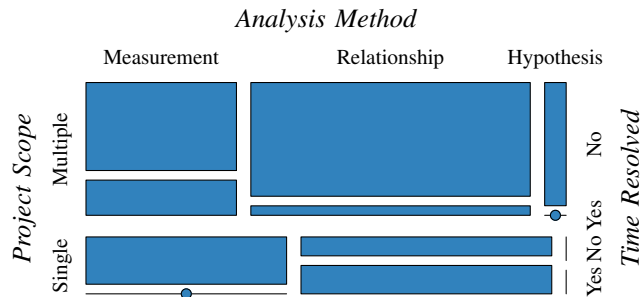 Analysis Method
Measurement Relationship Hypothesis
Project Scope
Multiple
Single
No
Yes
No
Yes
Time Resolved